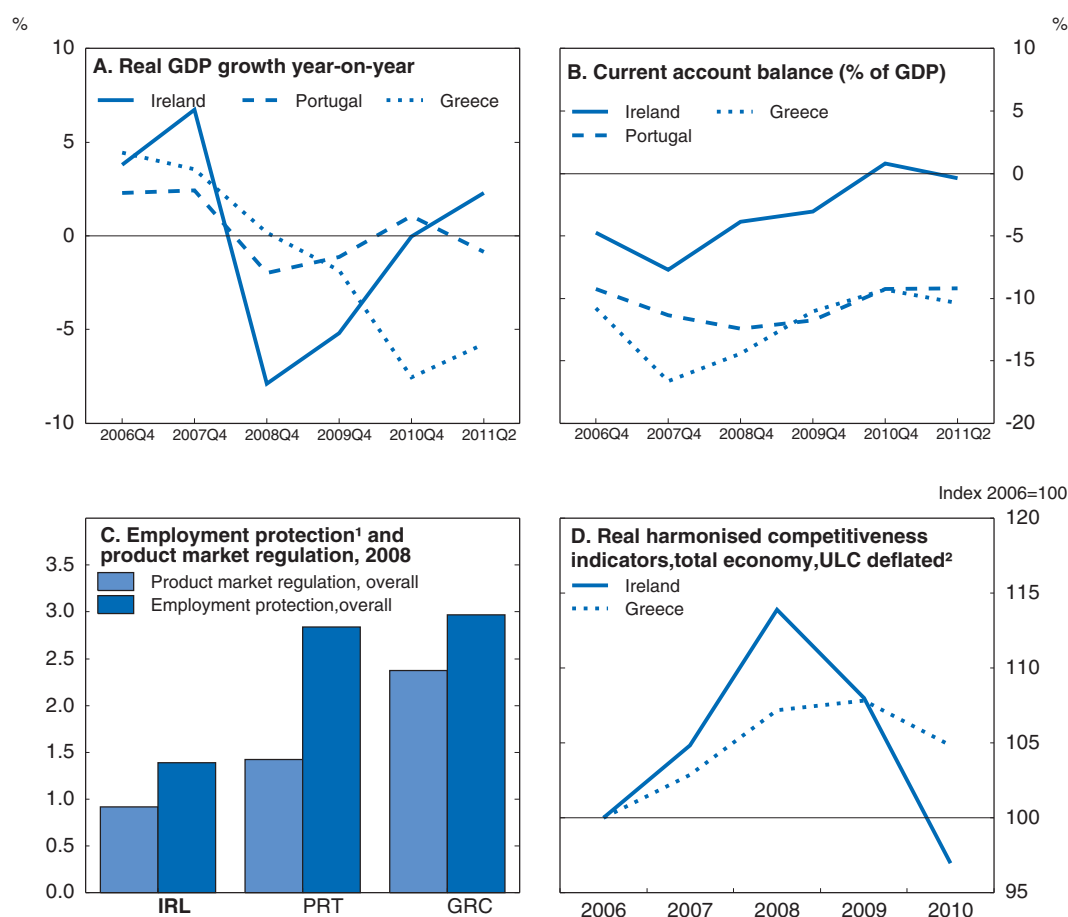 %
%
10
5
0
-5
-10
A. Real GDP growth year-on-year
Ireland
Portugal
Greece
2006Q4 2007Q4 2008Q4 2009Q4 2010Q4 2011Q2
B. Current account balance (% of GDP)
Ireland
Greece
Portugal
10
5
0
-5
-10
-15
-20
2006Q4 2007Q4 2008Q4 2009Q4 2010Q4 2011Q2
C. Employment protection¹ and
product market regulation, 2008
Product market regulation, overall
Employment protection,overall
3.5
3.0
2.5
2.0
1.5
1.0
0.5
0.0
IRL PRT GRC
Index 2006=100
D. Real harmonised competitiveness
indicators,total economy,ULC deflated²
Ireland
Greece
120
115
110
105
100
95
2006 2007 2008 2009 2010